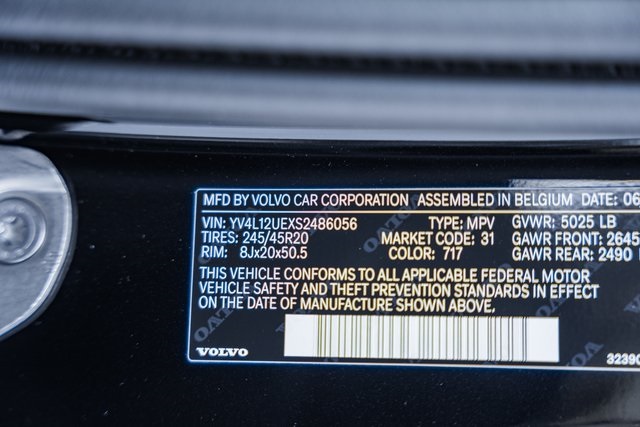 MFD BY VOLVO CAR CORPORATION ASSEMBLED IN BELGIUM DATE: 06
VIN: YV4L12UEXS2486056 TYPE: MPV GVWR: 5025 LB
TIRES: 245/45R20 MARKET CODE: 31 GAWR FRONT: 2645
RIM: 8Jx20x50.5 COLOR: 717 GAWR REAR: 2490
THIS VEHICLE CONFORMS TO ALL APPLICABLE FEDERAL MOTOR
VEHICLE SAFETY AND THEFT PREVENTION STANDARDS IN EFFECT
ON THE DATE OF MANUFACTURE SHOWN ABOVE.
VOLVO
3239